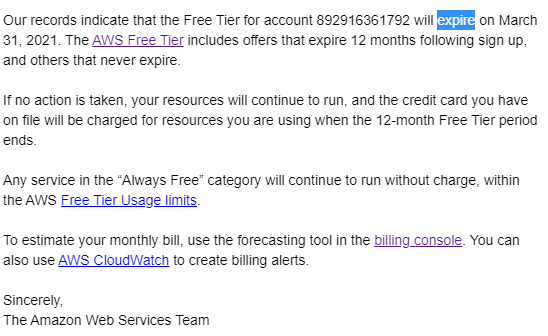 Our records indicate that the Free Tier for account 892916361792 will expire on March
31, 2021. The AWS Free Tier includes offers that expire 12 months following sign up,
and others that never expire.
If no action is taken, your resources will continue to run, and the credit card you have
on file will be charged for resources you are using when the 12-month Free Tier period
ends.
Any service in the “Always Free” category will continue to run without charge, within
the AWS Free Tier Usage limits.
To estimate your monthly bill, use the forecasting tool in the billing console. You can
also use AWS CloudWatch to create billing alerts.
Sincerely,
The Amazon Web Services Team